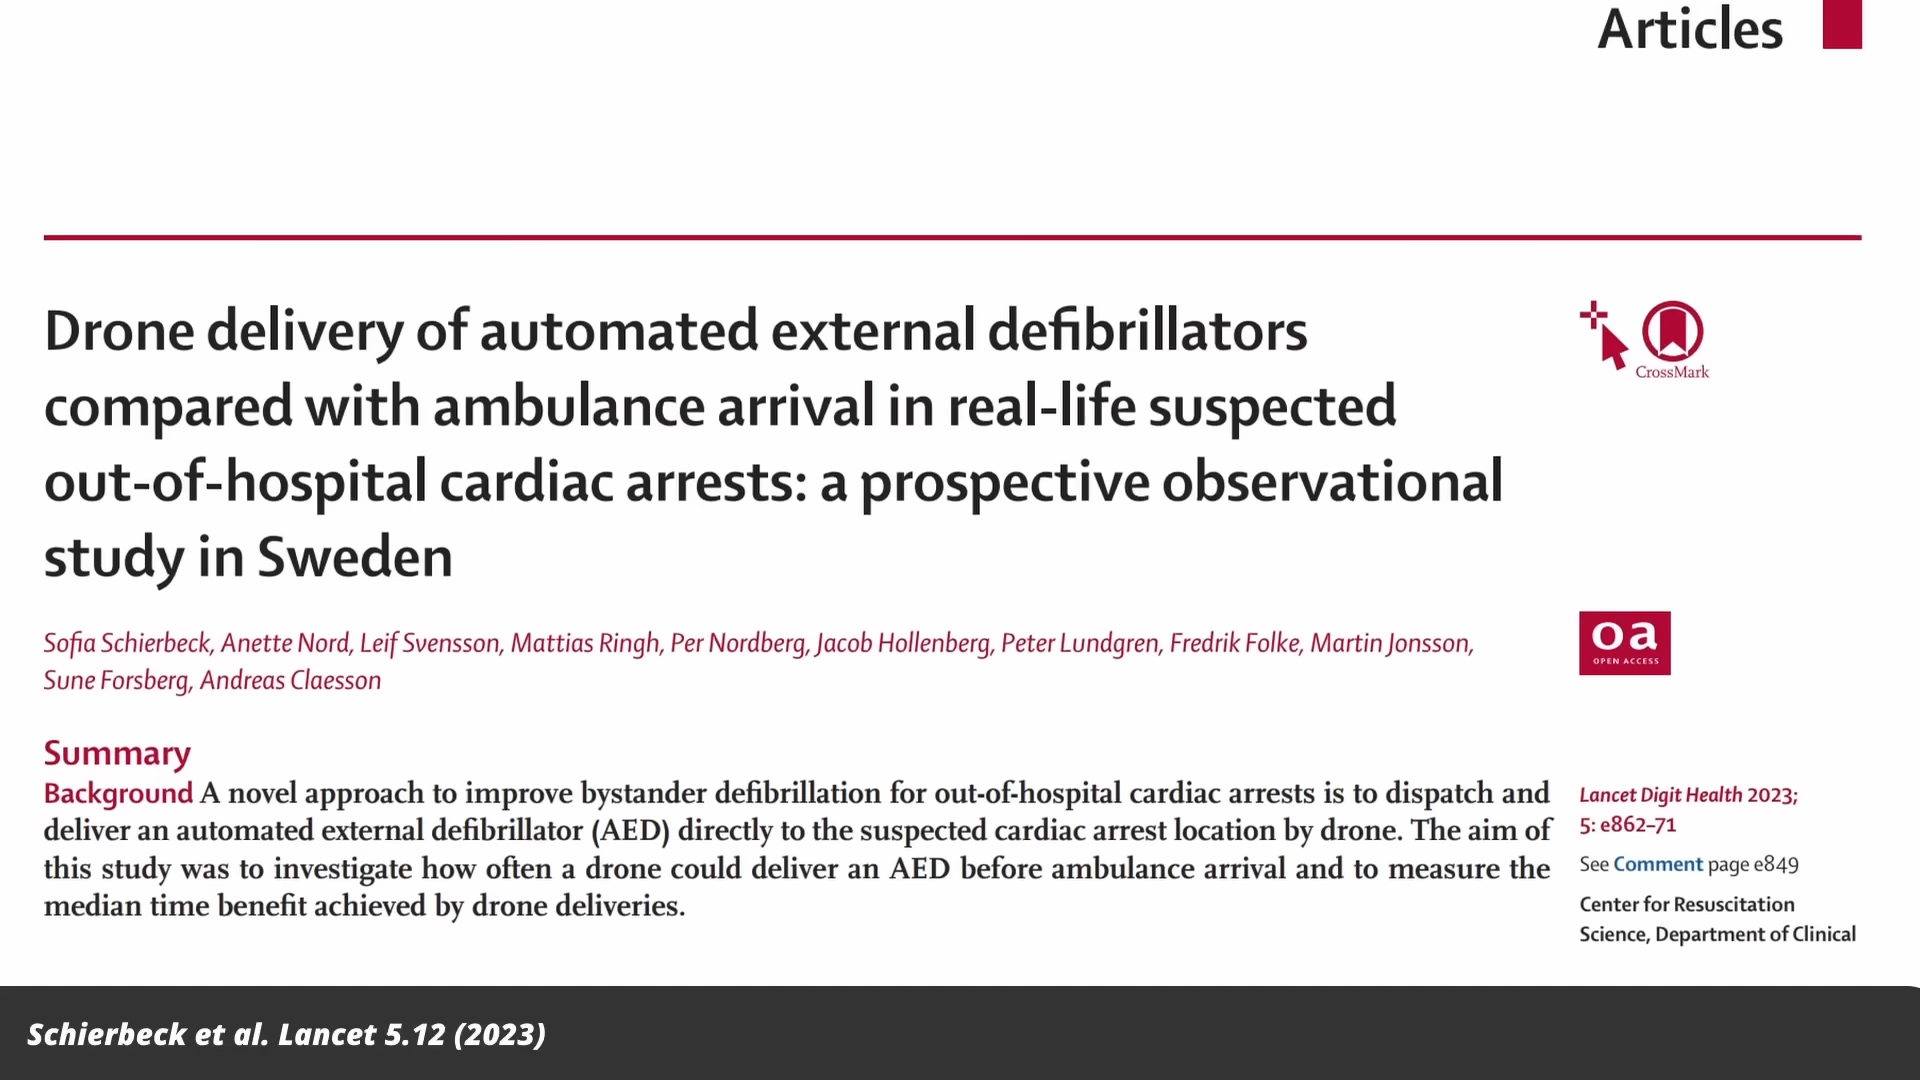 Articles
Drone delivery of automated external defibrillators
compared with ambulance arrival in real-life suspected
out-of-hospital cardiac arrests: a prospective observational
study in Sweden
CrossMark
Sofia Schierbeck, Anette Nord, Leif Svensson, Mattias Ringh, Per Nordberg, Jacob Hollenberg, Peter Lundgren, Fredrik Folke, Martin Jonsson,
Sune Forsberg, Andreas Claesson
oa
OPEN ACCESS
Summary
Background A novel approach to improve bystander defibrillation for out-of-hospital cardiac arrests is to dispatch and
deliver an automated external defibrillator (AED) directly to the suspected cardiac arrest location by drone. The aim of
this study was to investigate how often a drone could deliver an AED before ambulance arrival and to measure the
median time benefit achieved by drone deliveries.
Lancet Digit Health 2023;
5: e862–71
See Comment page e849
Center for Resuscitation
Science, Department of Clinical
Schierbeck et al. Lancet 5.12 (2023)